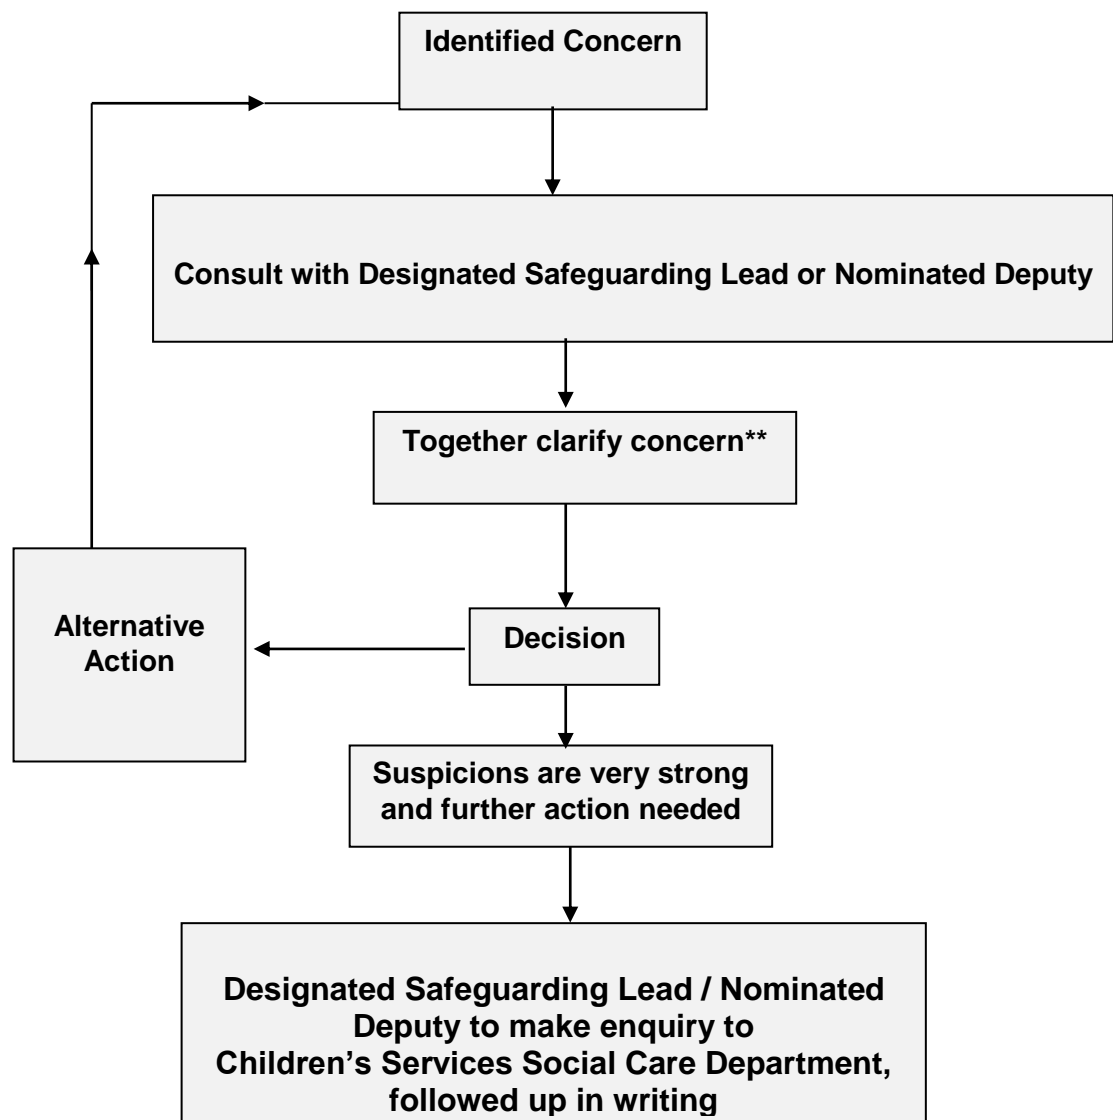 Identified Concern
Consult with Designated Safeguarding Lead or Nominated Deputy
Together clarify concern**
Alternative
Action
Decision
Suspicions are very strong
and further action needed
Designated Safeguarding Lead / Nominated
Deputy to make enquiry to
Children’s Services Social Care Department,
followed up in writing